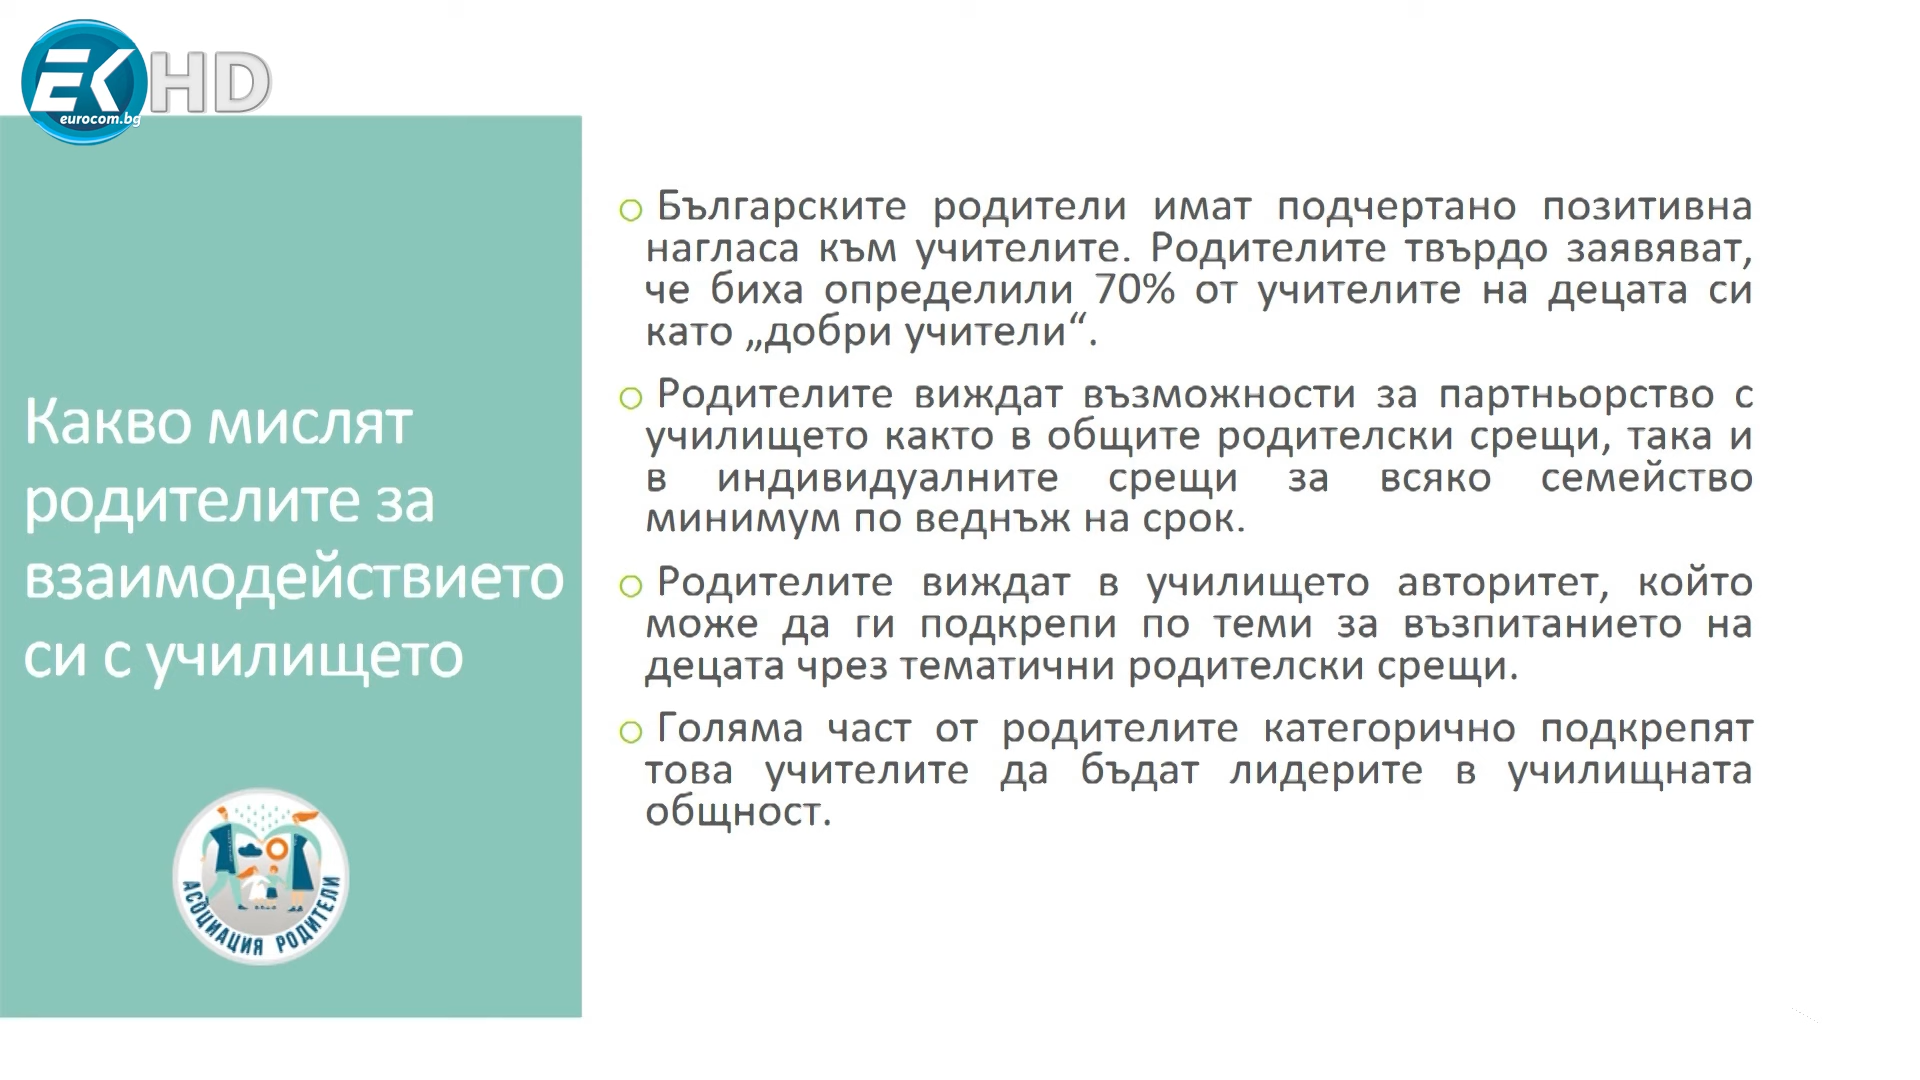 EK HD
eurocom.bg
Какво мислят
родителите за
взаимодействието
си с училището
АСОЦИАЦИЯ РОДИТЕЛИ
Българските родители имат подчертано позитивна
нагласа към учителите. Родителите твърдо заявяват,
че биха определили 70% от учителите на децата си
като „добри учители“.
Родителите виждат възможности за партньорство с
училището както в общите родителски срещи, така и
в индивидуалните срещи за всяко семейство
минимум по веднъж на срок.
Родителите виждат в училището авторитет, който
може да ги подкрепи по теми за възпитанието на
децата чрез тематични родителски срещи.
Голяма част от родителите категорично подкрепят
това учителите да бъдат лидерите в училищната
общност.